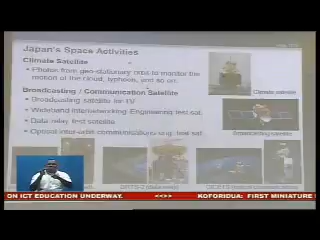 Japan's Space Activities
Climate Satellite
• Photos from geo-stationary orbit to monitor the
motion of the cloud, typhoon, and so on.
Climate satellite
Broadcasting / Communication Satellite
• Broadcasting satellite for TV
• Wideband Internetworking Engineering test sat.
• Data relay test satellite
• Optical inter-orbit communications eng. test sat.
Broadcasting satellite
ON ICT EDUCATION UNDERWAY.
KOFORIDUA: FIRST MINIATURE